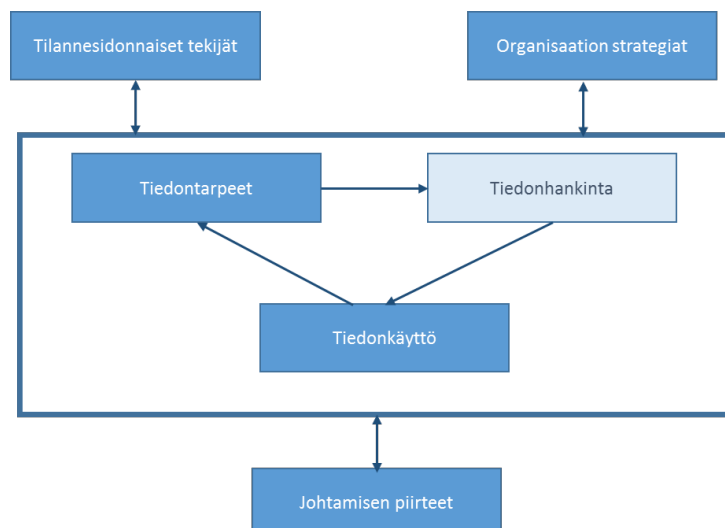 Tilannesidonnaiset tekijät
Organisaation strategiat
Tiedontarpeet
Tiedonhankinta
Tiedonkäyttö
Johtamisen piirteet